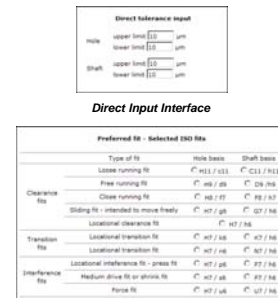 Direct tolerance input
Hole
upper limit 10 µm
lower limit 10 µm
Shaft
upper limit 10 µm
lower limit 10 µm
Direct Input Interface
Preferred fit - Selected ISO fits
Type of fit Hole basis Shaft basis
Clearance fits
Loose running fit H11 / c11 C11 / h11
Free running fit H9 / d9 D9 /h9
Close running fit H8 / f7 F8 / h7
Sliding fit - intended to move freely H7 / g6 G7 / h6
Locational clearance fit H7 / h6
Transition fits
Locational transition fit H7 / k6 K7 / h6
Locational transition fit H7 / n6 N7 / h6
Interference fits
Locational inteference fit - press fit H7 / p6 P7 / h6
Medium drive fit or shrink fit H7 / s6 S7 / h6
Force fit H7 / u6 U7 / h6